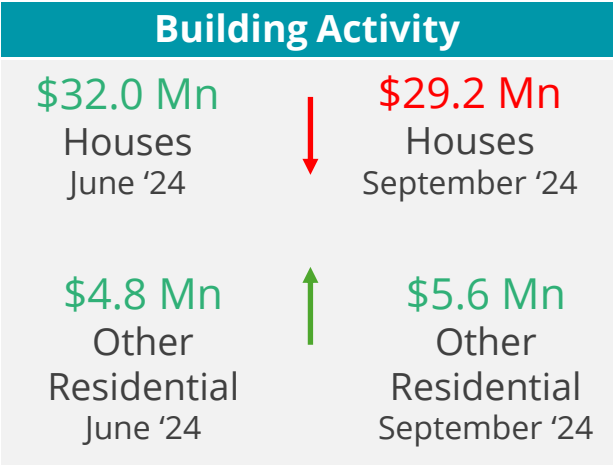 Building Activity
$32.0 Mn
Houses
June ‘24
$29.2 Mn
Houses
September ‘24
$4.8 Mn
Other
Residential
June ‘24
$5.6 Mn
Other
Residential
September ‘24